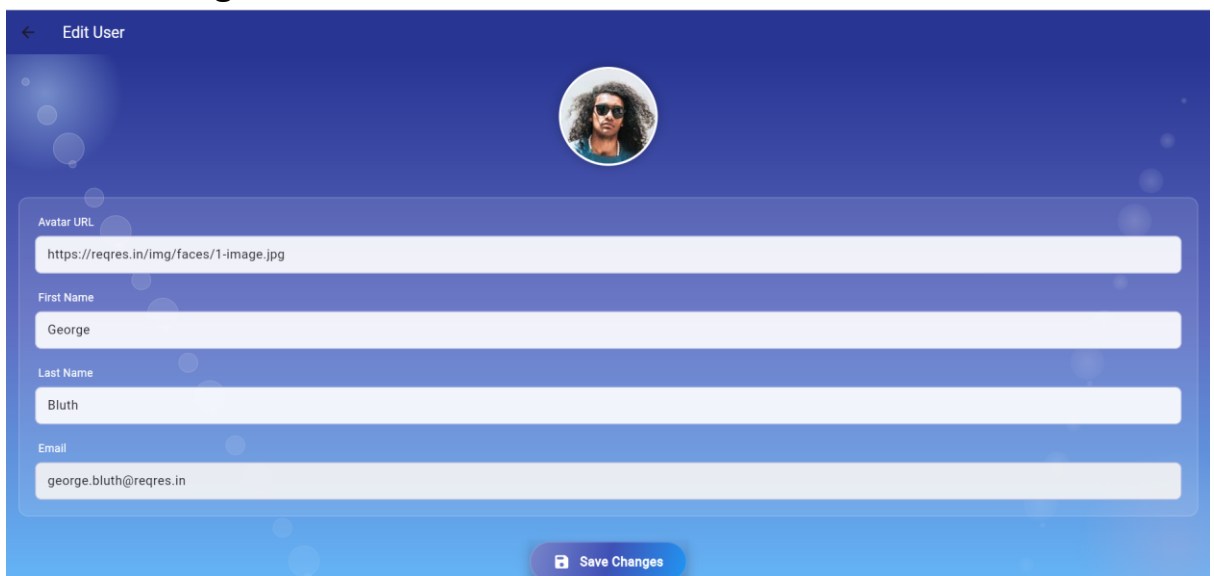 Edit User
Avatar URL
https://reqres.in/img/faces/1-image.jpg
First Name
George
Last Name
Bluth
Email
george.bluth@reqres.in
Save Changes